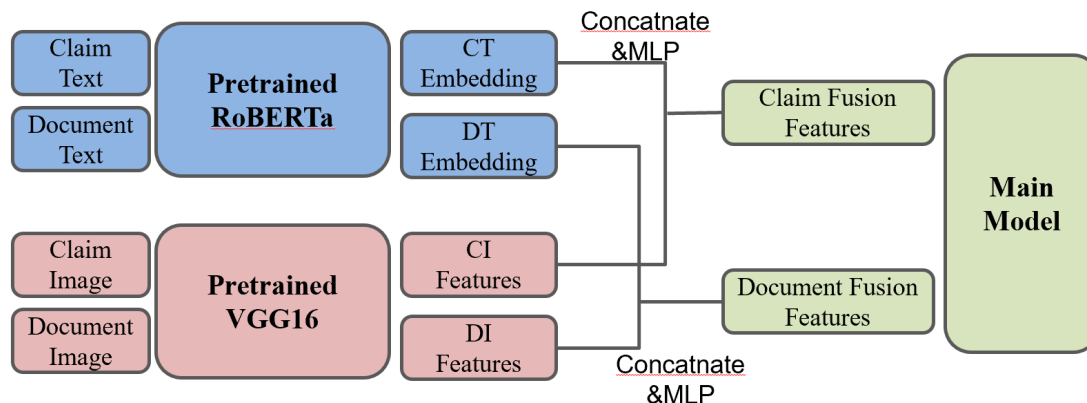 Claim
Text
Document
Text
Pretrained
RoBERTa
CT
Embedding
DT
Embedding
Concatnate
&MLP
Claim Fusion
Features
Main
Model
Claim
Image
Document
Image
Pretrained
VGG16
CI
Features
DI
Features
Document Fusion
Features
Concatnate
&MLP